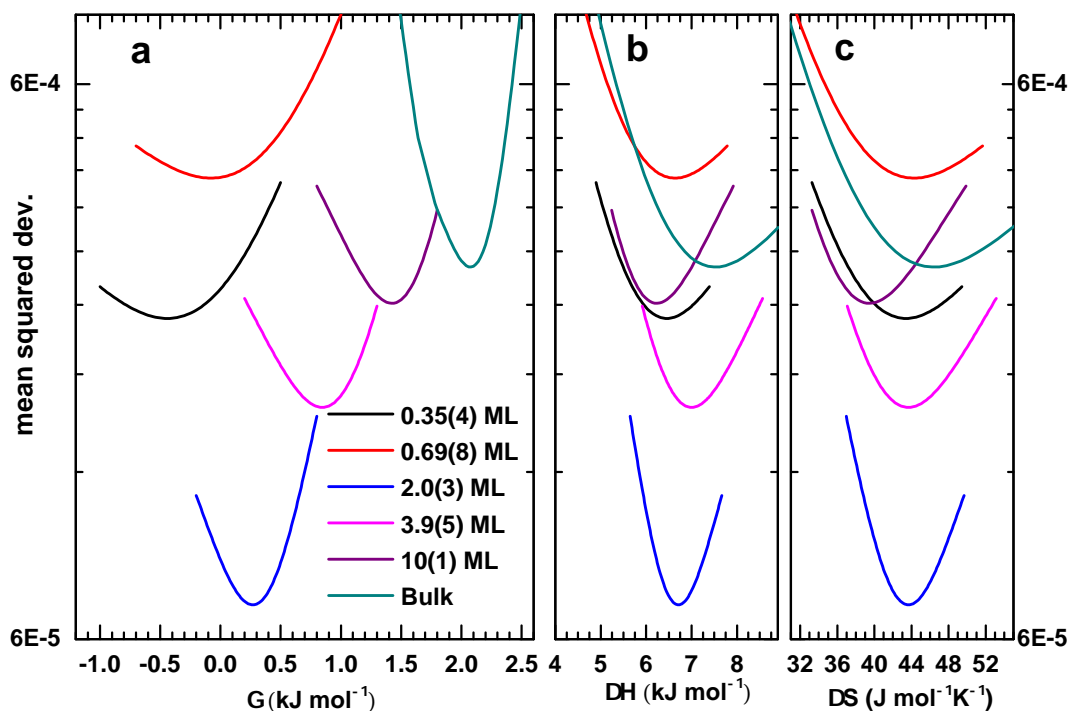 a
b
c
6E-4
6E-4
mean squared dev.
0.35(4) ML
0.69(8) ML
2.0(3) ML
3.9(5) ML
10(1) ML
Bulk
6E-5
6E-5
-1.0 -0.5 0.0 0.5 1.0 1.5 2.0 2.5
4 5 6 7 8
32 36 40 44 48 52
G(kJ mol⁻¹)
DH (kJ mol⁻¹)
DS (J mol⁻¹K⁻¹)